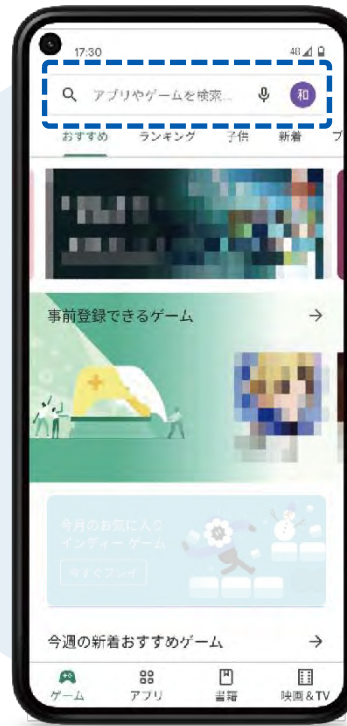 17:30 4G
アプリやゲームを検索... 和
おすすめ ランキング 子供 新着 ブ
事前登録できるゲーム →
今月のお気に入り
インディー ゲーム
今すぐプレイ
今週の新着おすすめゲーム →
ゲーム アプリ 書籍 映画&TV